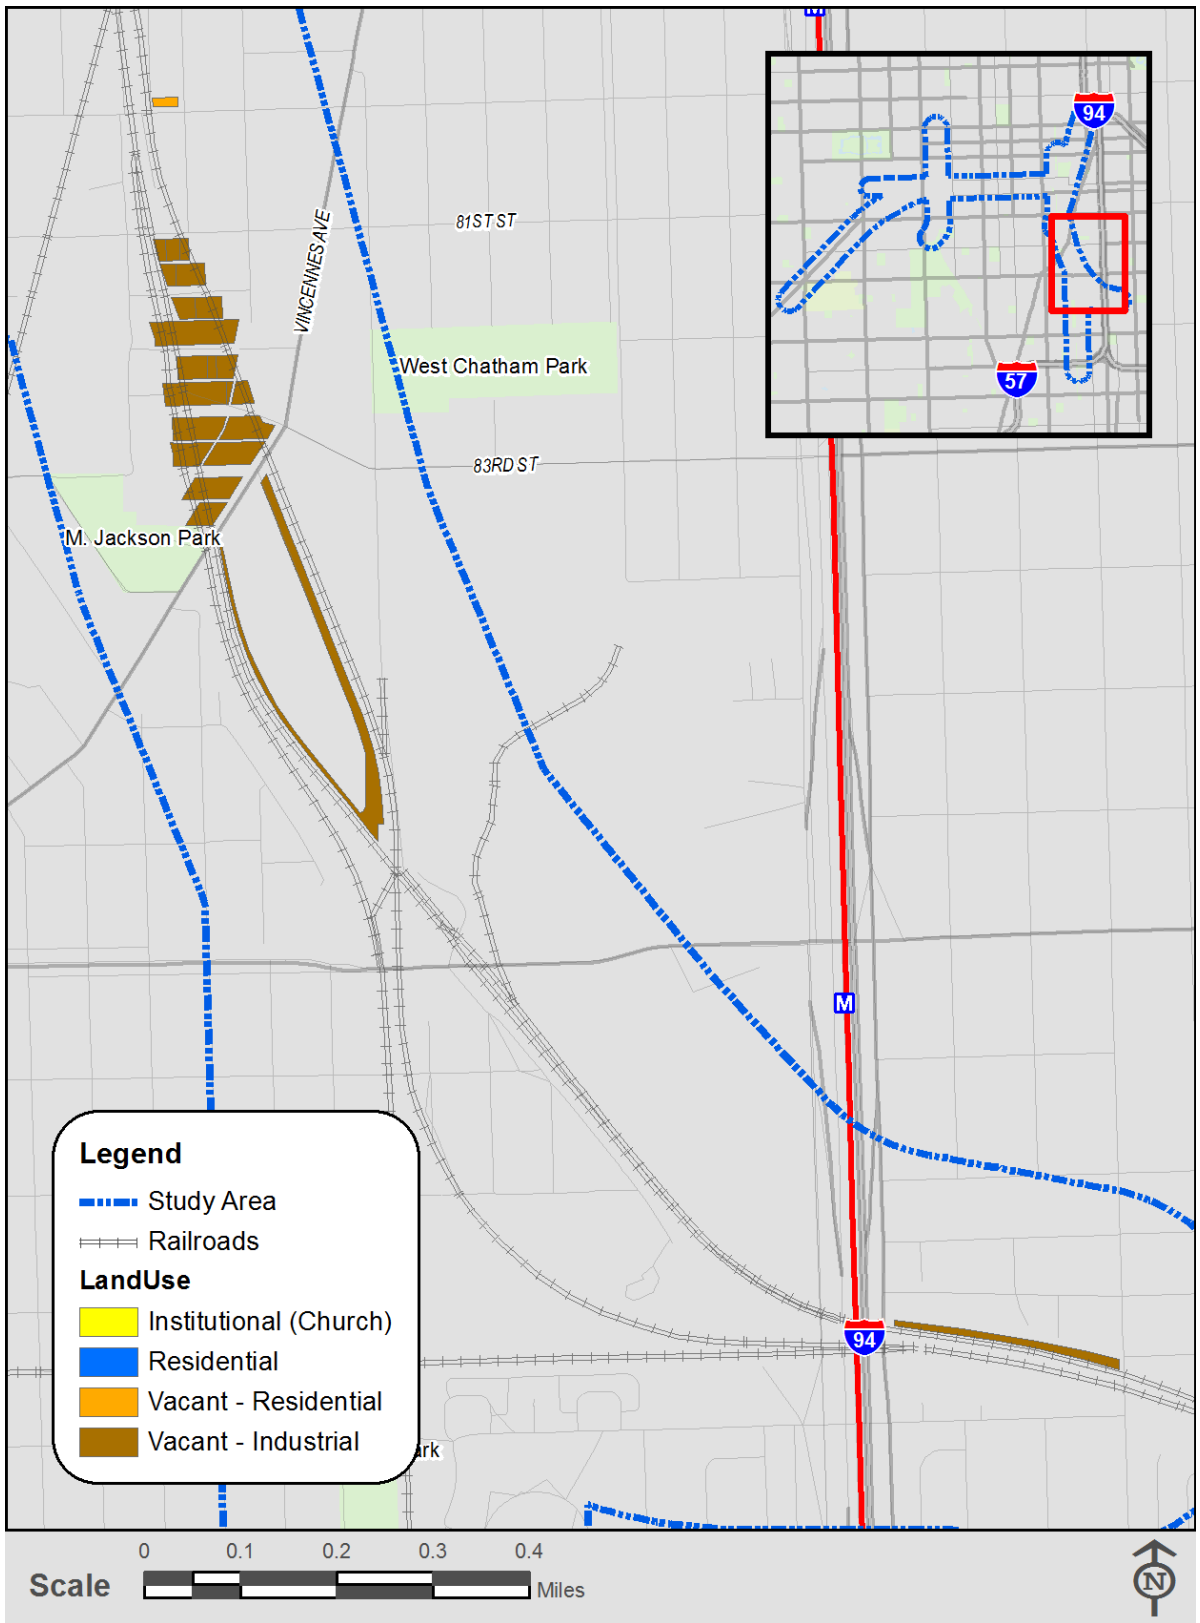 M
94
57
81ST ST
VINCENNES AVE
West Chatham Park
83RD ST
M. Jackson Park
M
94
Legend
Study Area
Railroads
LandUse
Institutional (Church)
Residential
Vacant - Residential
Vacant - Industrial
ark
0 0.1 0.2 0.3 0.4
Scale
Miles
N